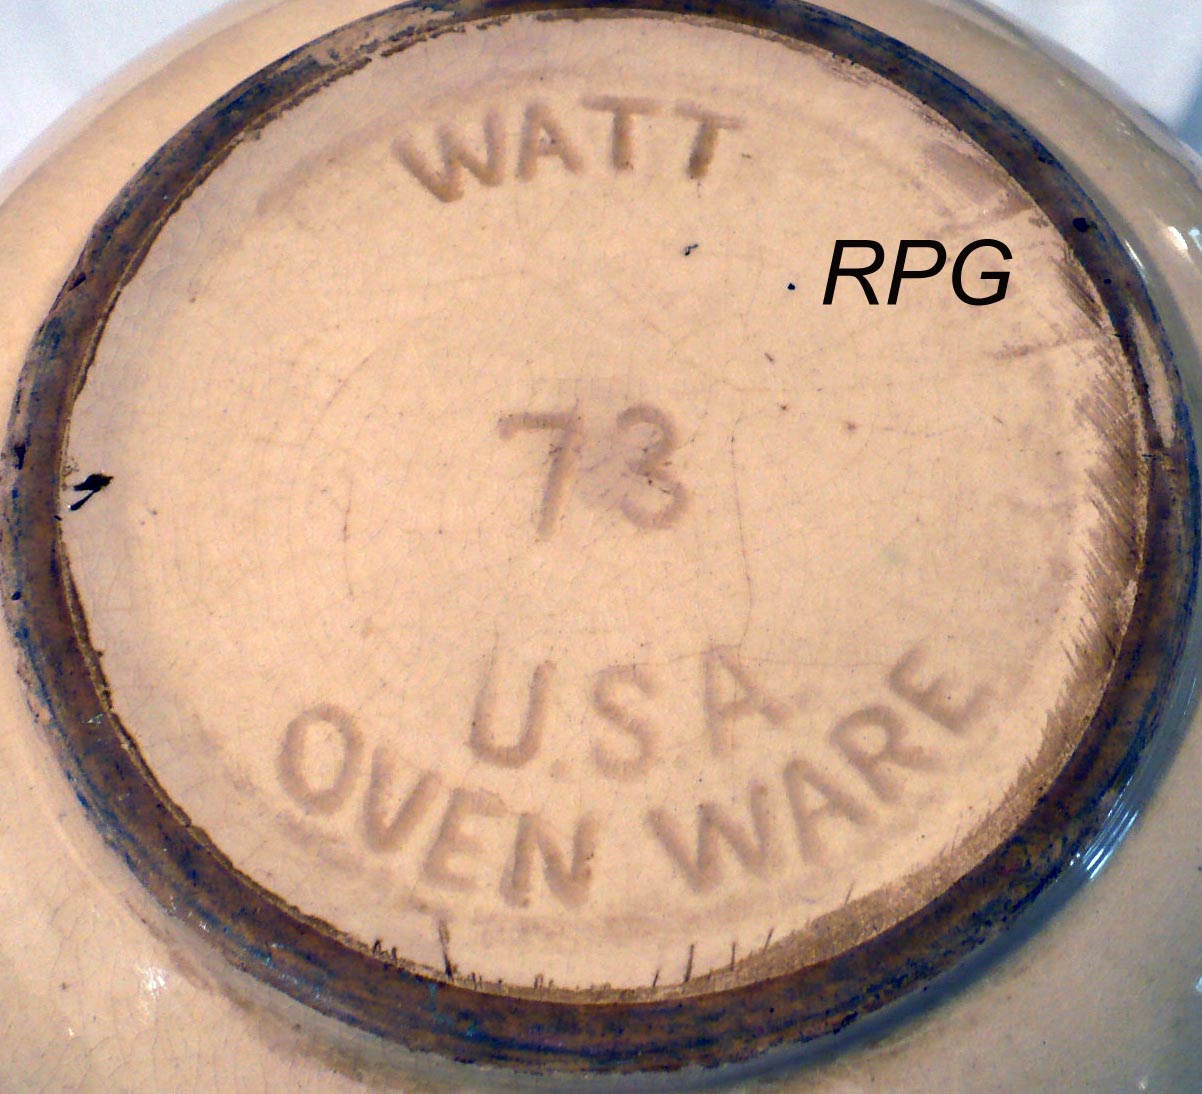 WATT
RPG
73
U.S A
OVEN WARE